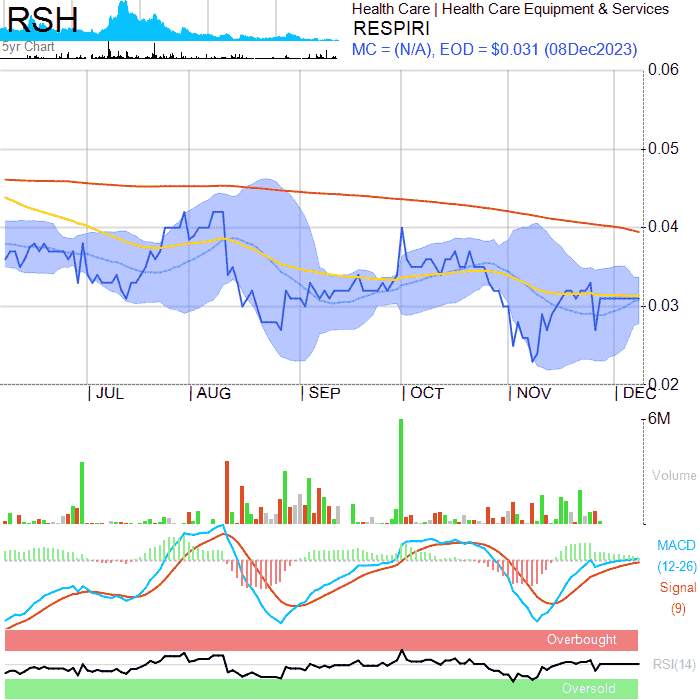 RSH
5yr Chart
Health Care | Health Care Equipment & Services
RESPIRI
MC = (N/A), EOD = $0.031 (08Dec2023)
0.06
0.05
0.04
0.03
0.02
JUL AUG SEP OCT NOV DEC
6M
Volume
MACD
(12-26)
Signal
(9)
Overbought
RSI(14)
Oversold